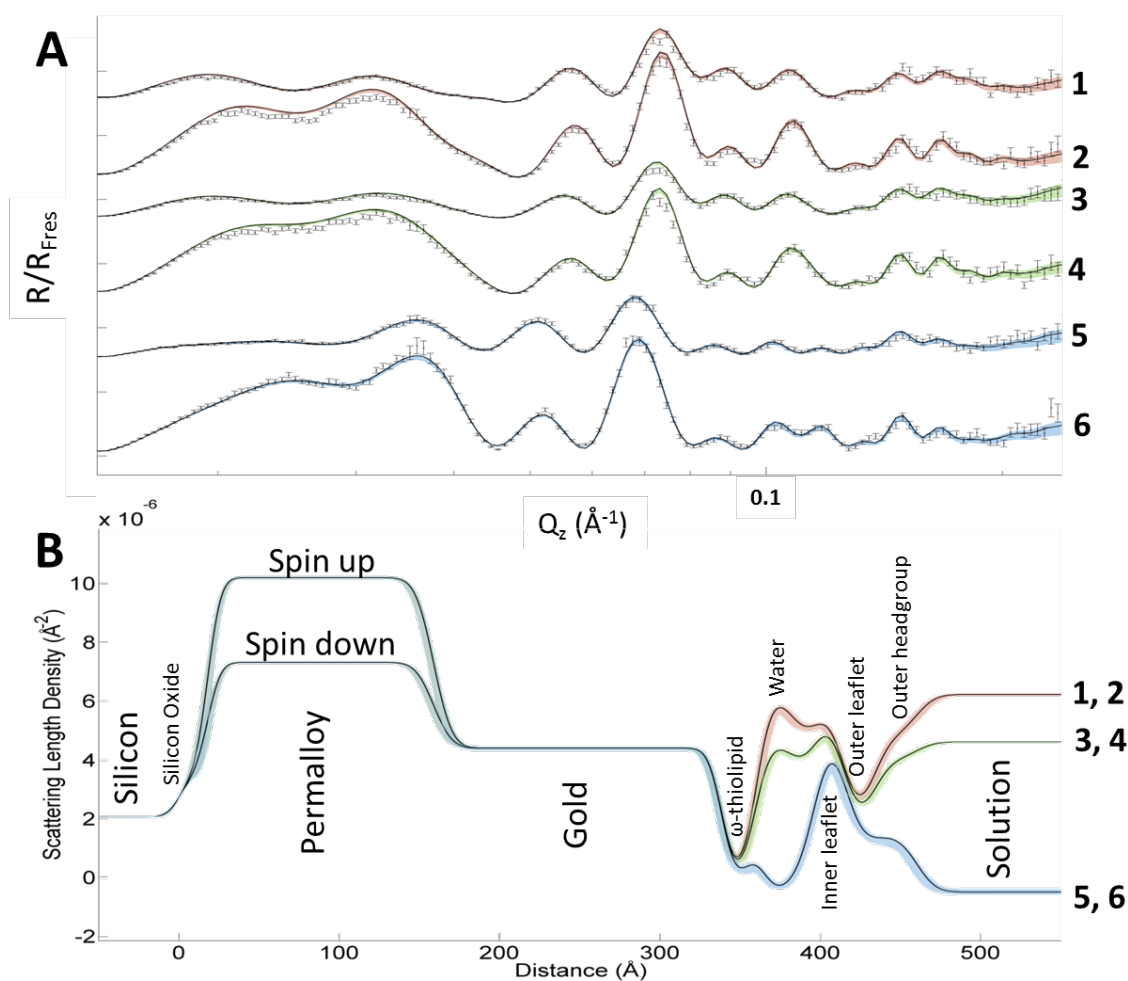 A
1
2
3
4
5
6
R/R_Fres
0.1
Q_z (Å⁻¹)
x 10⁻⁶
B
10
8
6
4
2
0
-2
Scattering Length Density (Å⁻²)
Spin up
Spin down
Silicon
Silicon Oxide
Permalloy
Gold
ω-thiolipid
Water
Inner leaflet
Outer leaflet
Outer headgroup
Solution
1, 2
3, 4
5, 6
0
100
200
300
400
500
Distance (Å)